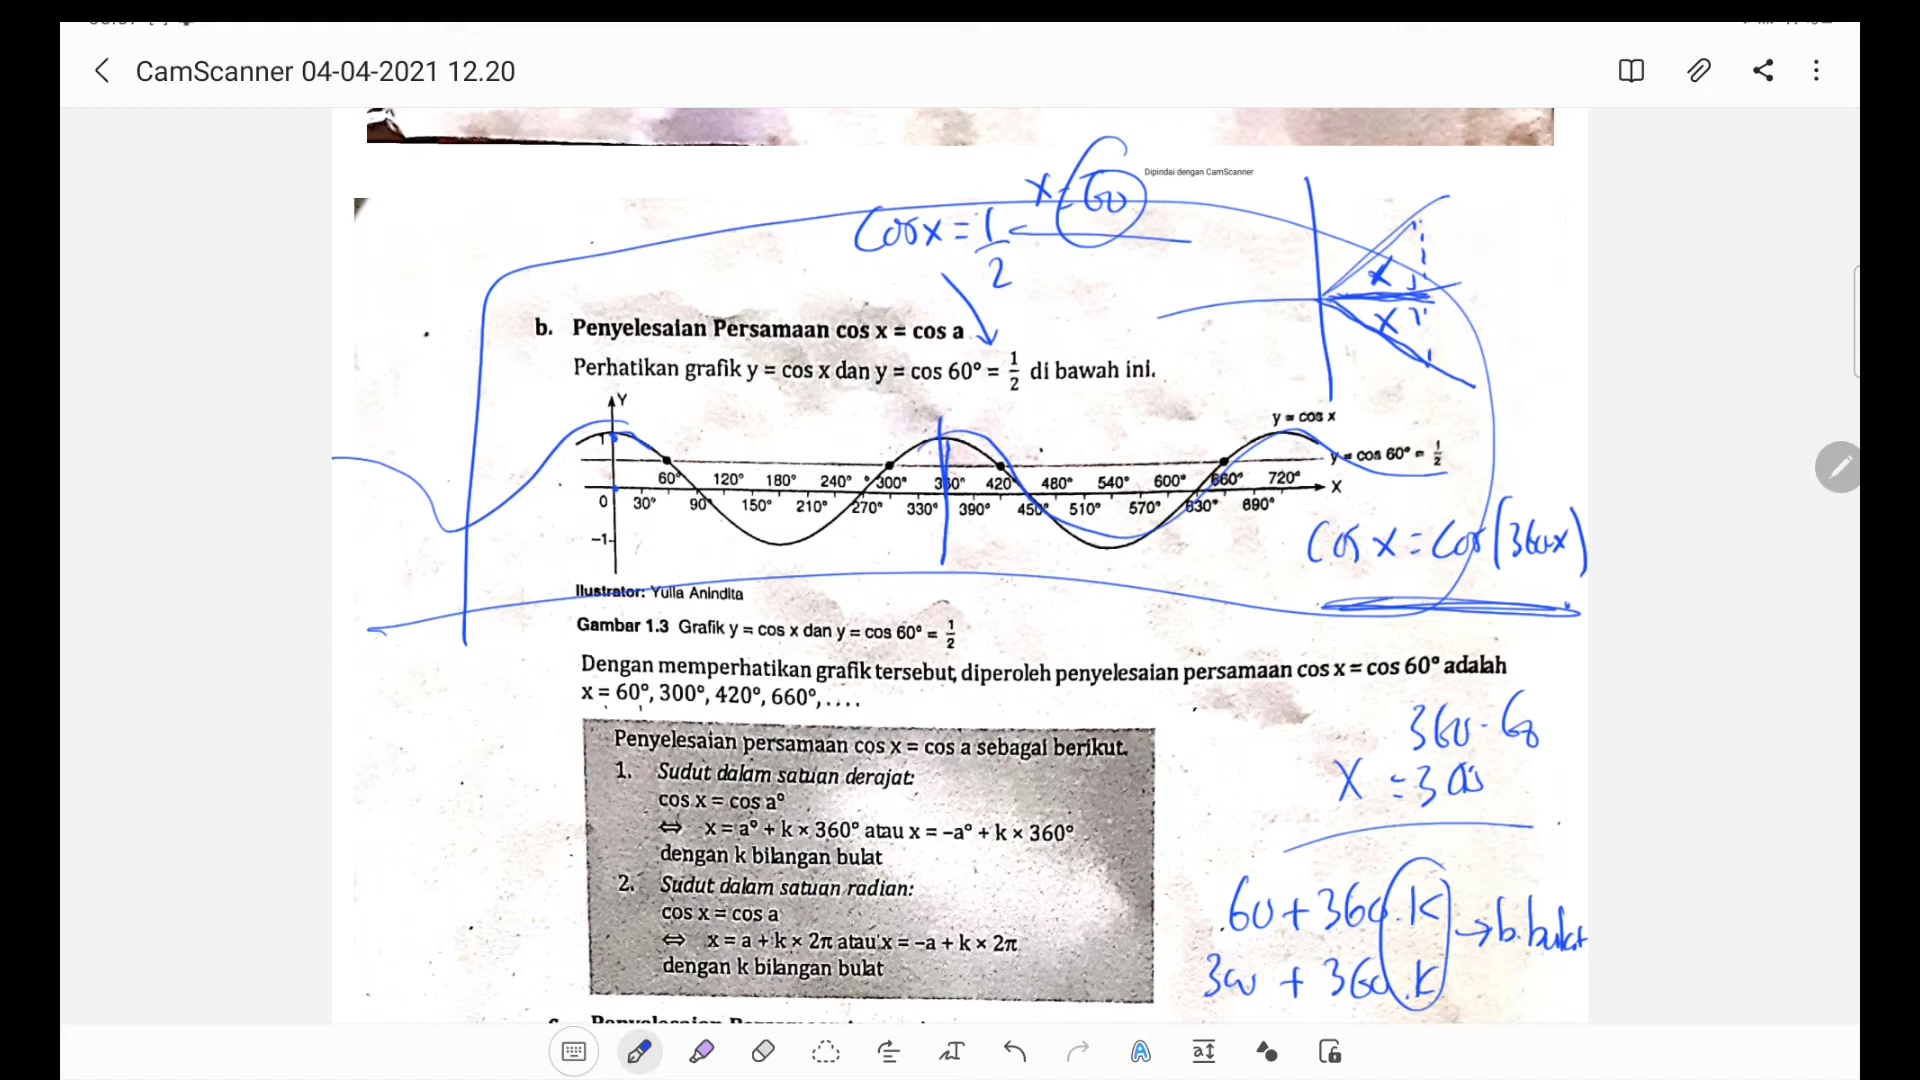 CamScanner 04-04-2021 12.20
Dipindai dengan CamScanner
x = 60
Cos x = 1/2
x
x
b. Penyelesaian Persamaan cos x = cos a
Perhatikan grafik y = cos x dan y = cos 60° = 1/2 di bawah ini.
Y
y = cos x
1
y = cos 60° = 1/2
60° 120° 180° 240° 300° 360° 420° 480° 540° 600° 660° 720° X
0 30° 90° 150° 210° 270° 330° 390° 450° 510° 570° 630° 690°
-1
Cos x = Cos (360-x)
Ilustrator: Yulia Anindita
Gambar 1.3 Grafik y = cos x dan y = cos 60° = 1/2
Dengan memperhatikan grafik tersebut, diperoleh penyelesaian persamaan cos x = cos 60° adalah
x = 60°, 300°, 420°, 660°, . . . .
360 - 60
x = 300
Penyelesaian persamaan cos x = cos a sebagai berikut.
1. Sudut dalam satuan derajat:
cos x = cos a°
⇔ x = a° + k × 360° atau x = –a° + k × 360°
dengan k bilangan bulat
2. Sudut dalam satuan radian:
cos x = cos a
⇔ x = a + k × 2π atau x = –a + k × 2π
dengan k bilangan bulat
60 + 360.k → b.bulat
300 + 360.k